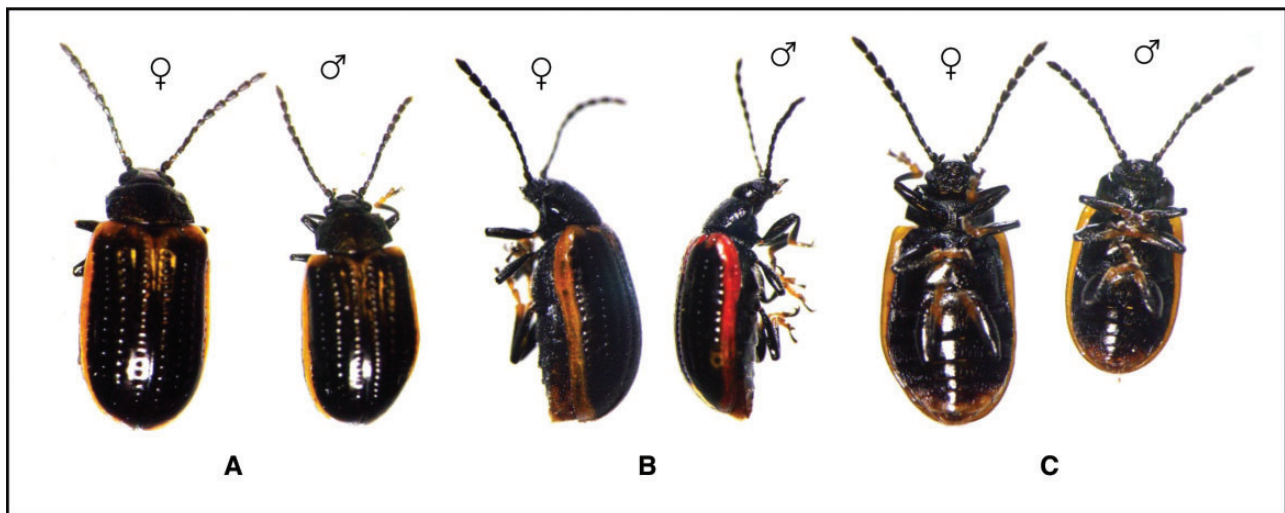 ♀ ♂ ♀ ♂ ♀ ♂
A B C